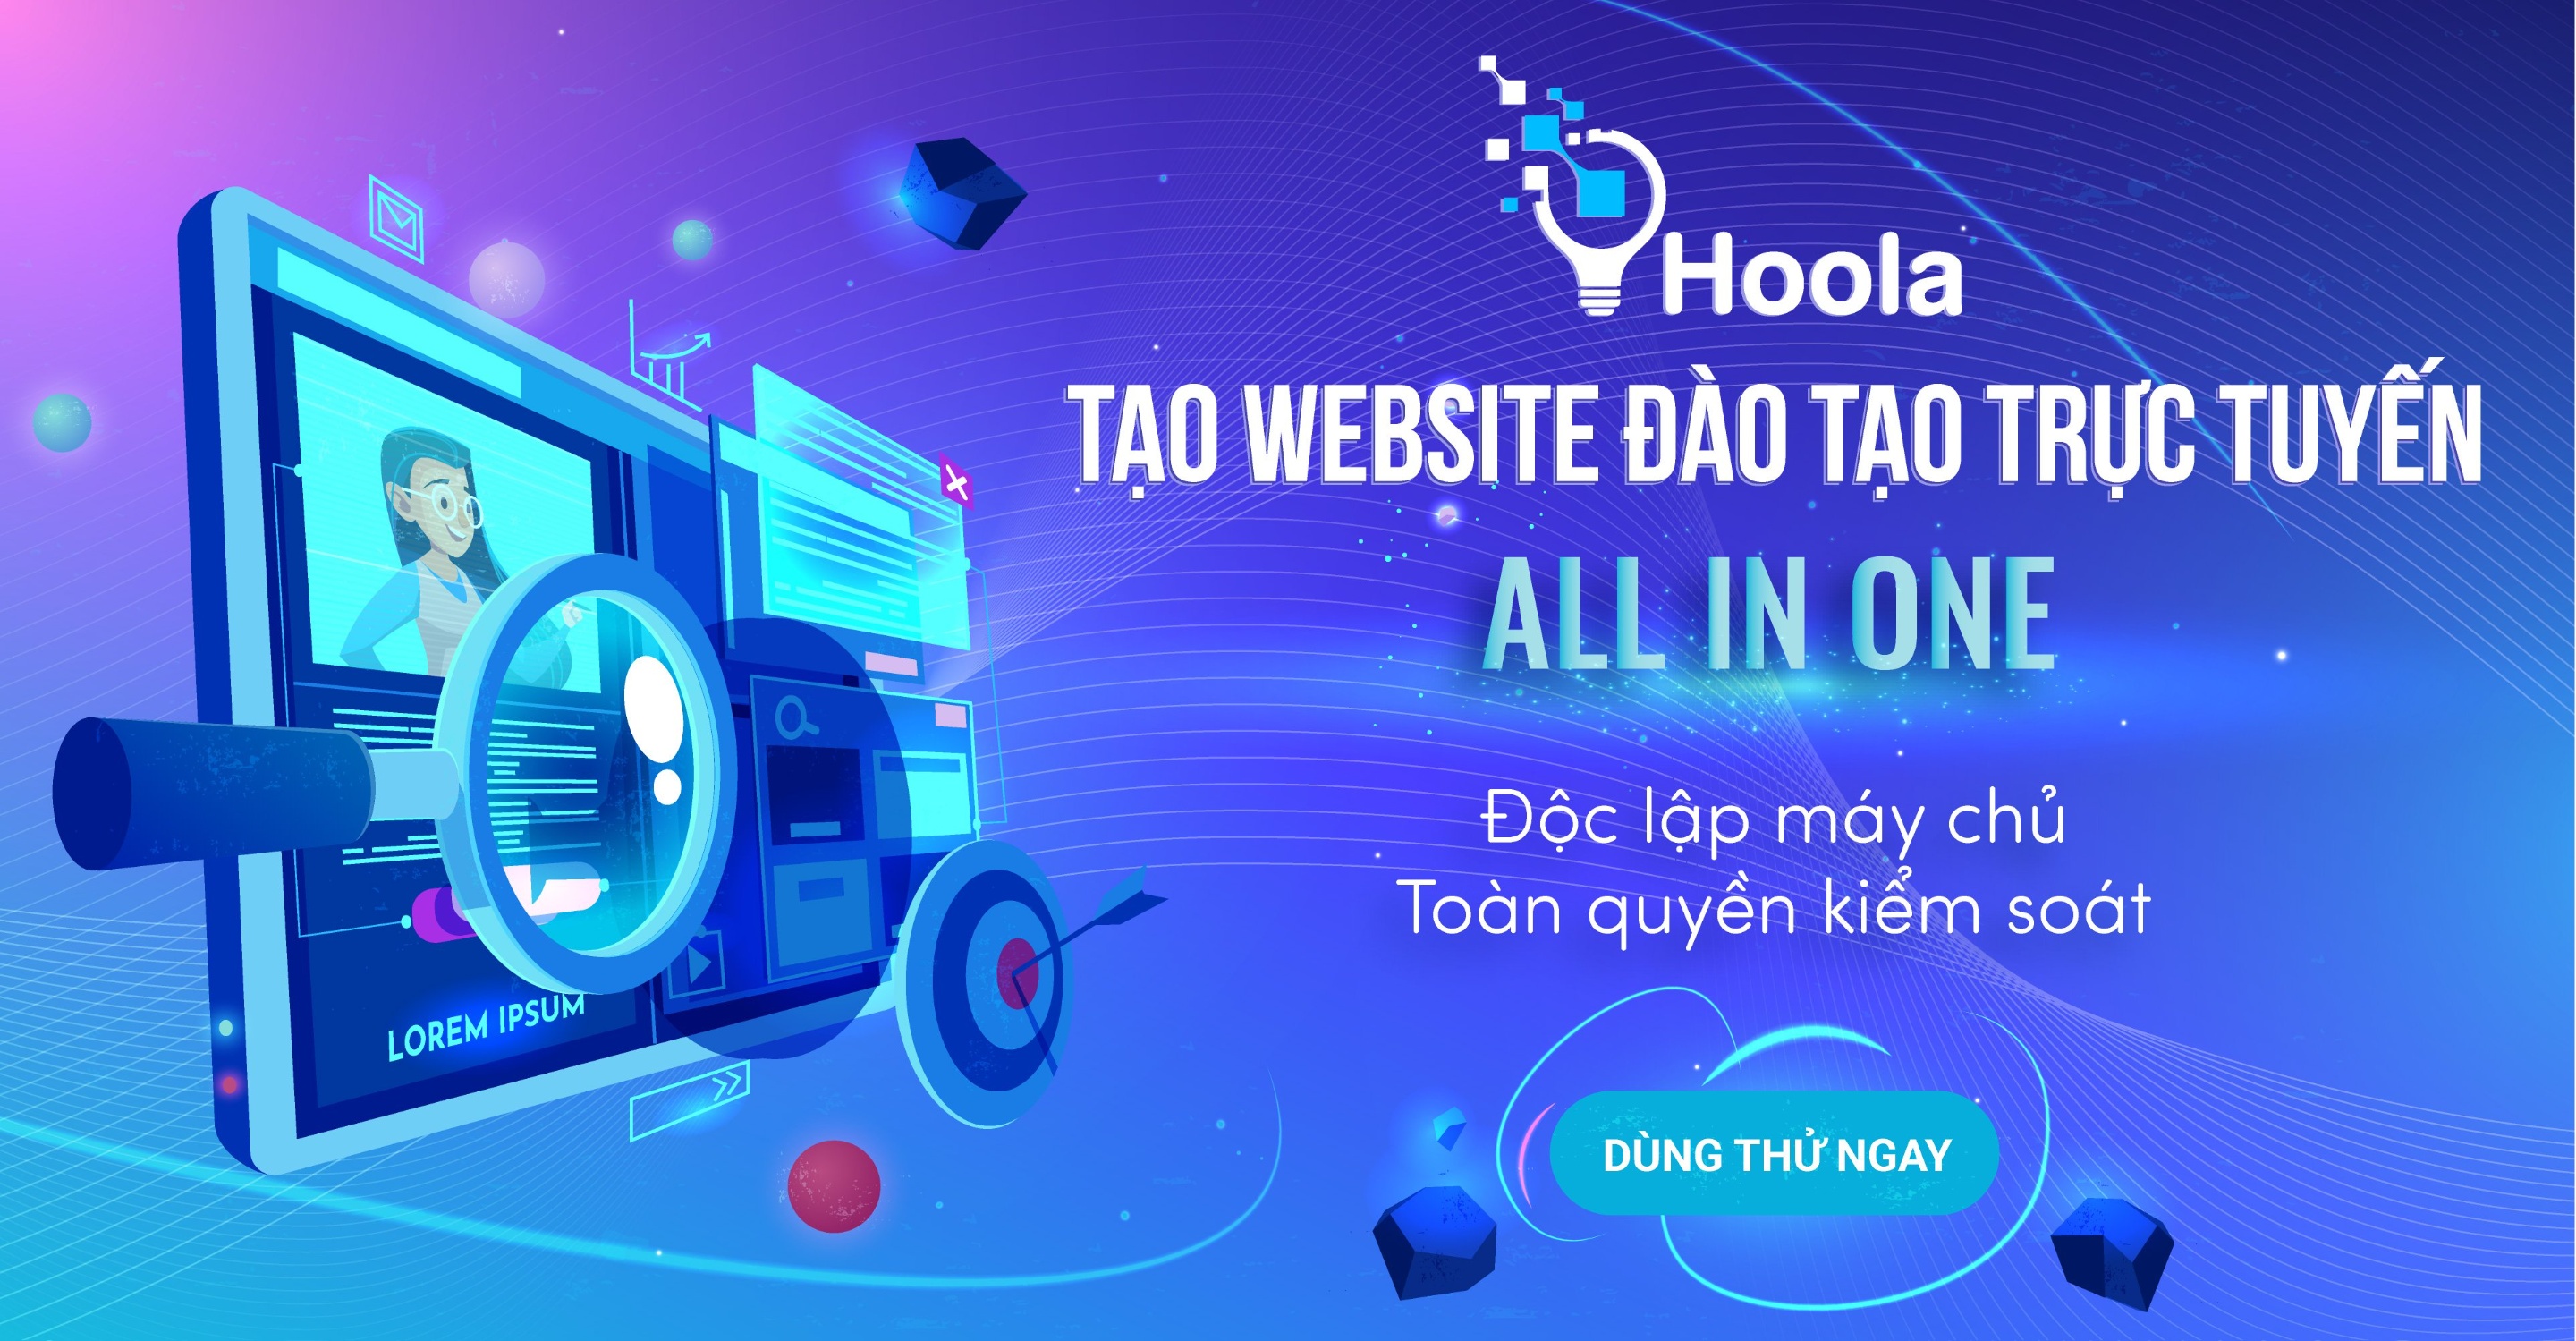 Hoola
TẠO WEBSITE ĐÀO TẠO TRỰC TUYẾN
ALL IN ONE
Độc lập máy chủ
Toàn quyền kiểm soát
DÙNG THỬ NGAY
LOREM IPSUM